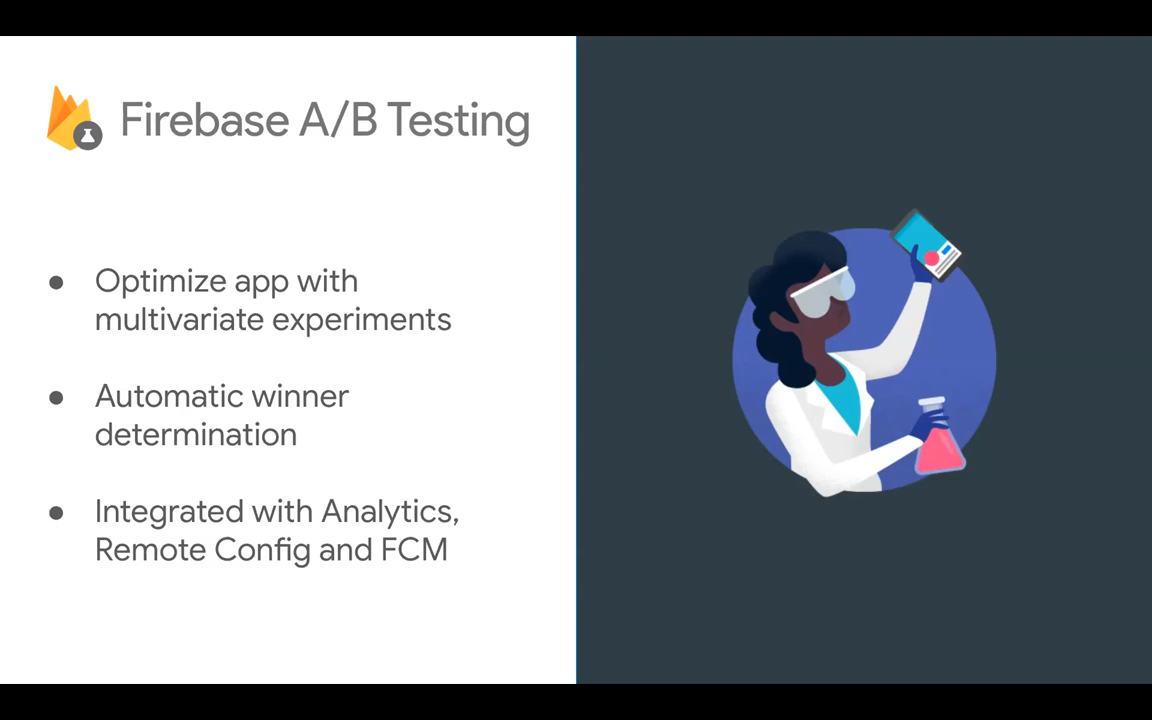 Firebase A/B Testing
● Optimize app with
multivariate experiments
● Automatic winner
determination
● Integrated with Analytics,
Remote Config and FCM